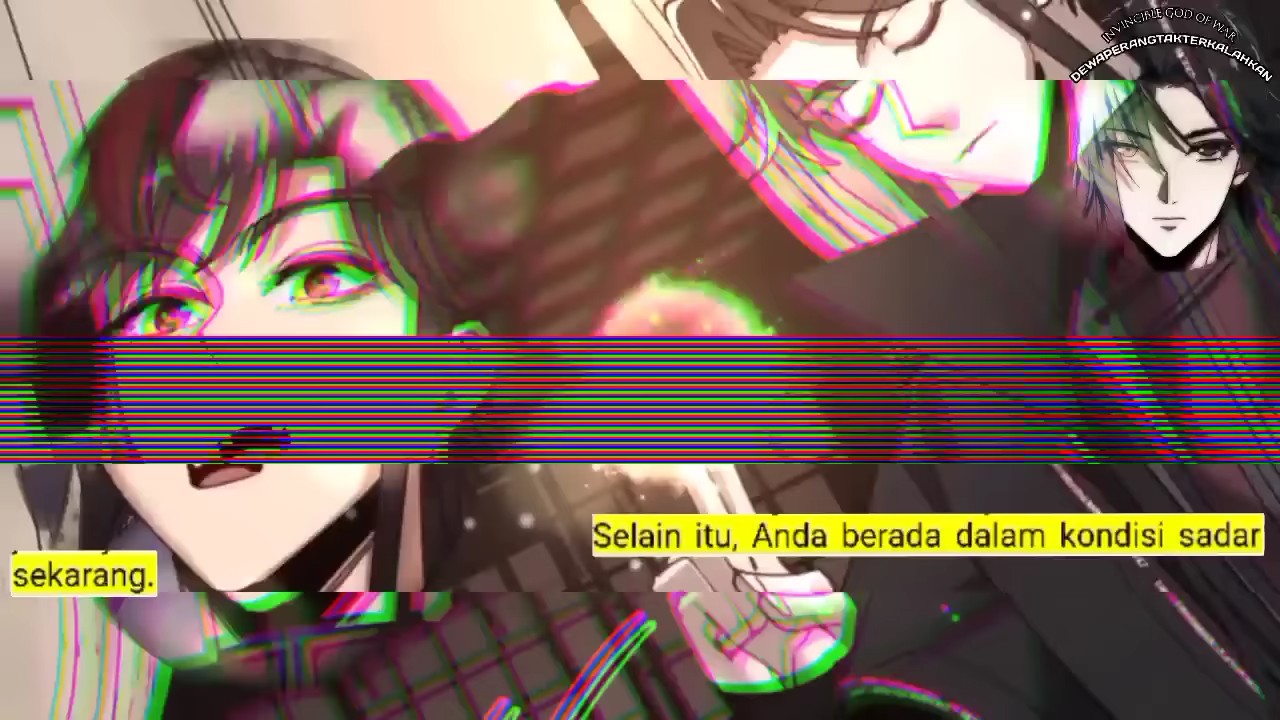 INVINCIBLE GOD OF WAR
DEWAPERANGTAKTERKALAHKAN
Selain itu, Anda berada dalam kondisi sadar
sekarang.